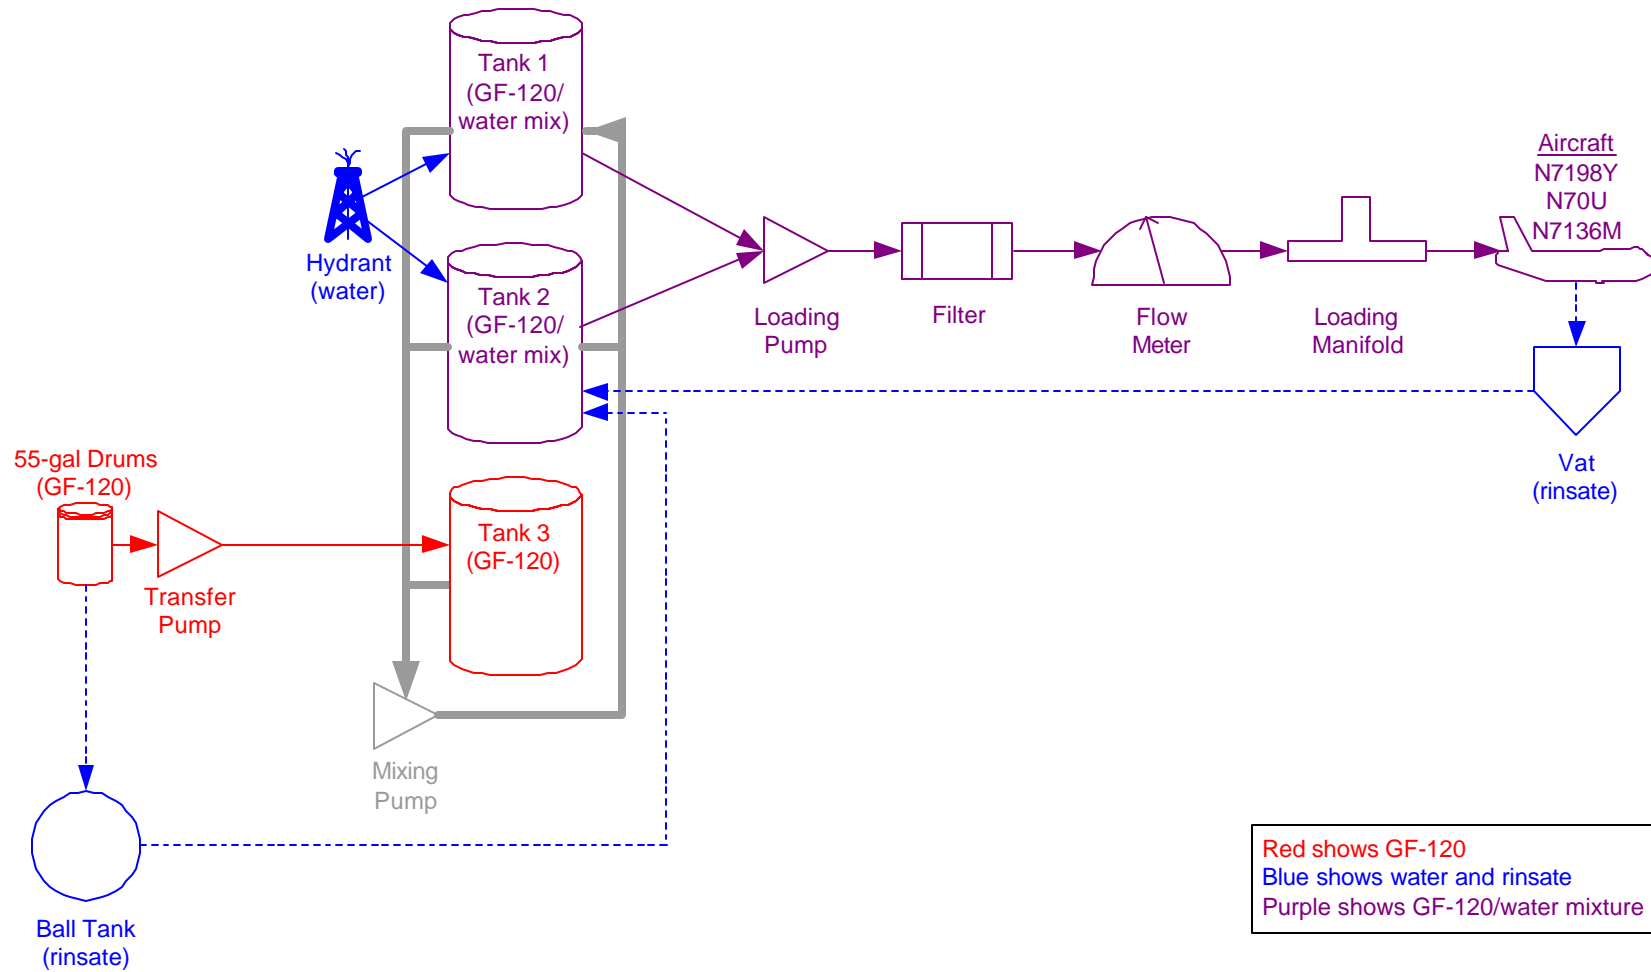 Tank 1
(GF-120/
water mix)
Hydrant
(water)
Tank 2
(GF-120/
water mix)
Loading
Pump
Filter
Flow
Meter
Loading
Manifold
Aircraft
N7198Y
N70U
N7136M
Vat
(rinsate)
55-gal Drums
(GF-120)
Transfer
Pump
Tank 3
(GF-120)
Mixing
Pump
Ball Tank
(rinsate)
Red shows GF-120
Blue shows water and rinsate
Purple shows GF-120/water mixture